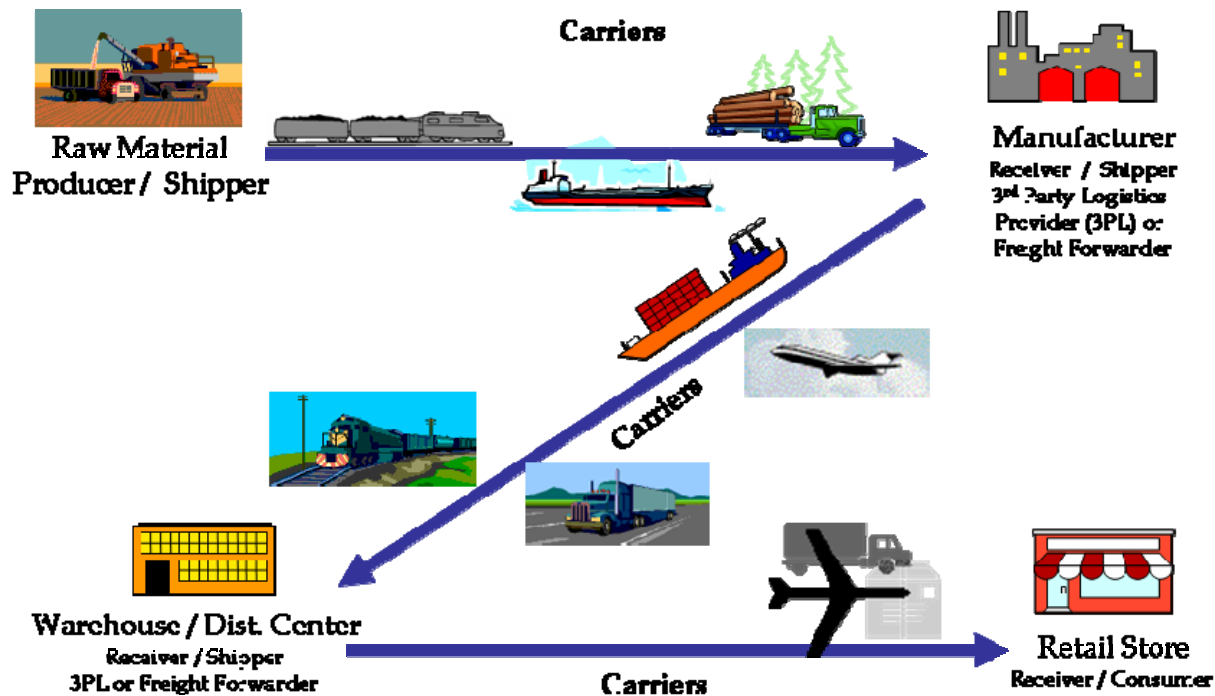 Carriers
Raw Material
Producer / Shipper
Manufacturer
Receiver / Shipper
3rd Party Logistics
Provider (3PL) or
Freight Forwarder
Carriers
Warehouse / Dist. Center
Receiver / Shipper
3PL or Freight Forwarder
Carriers
Retail Store
Receiver / Consumer